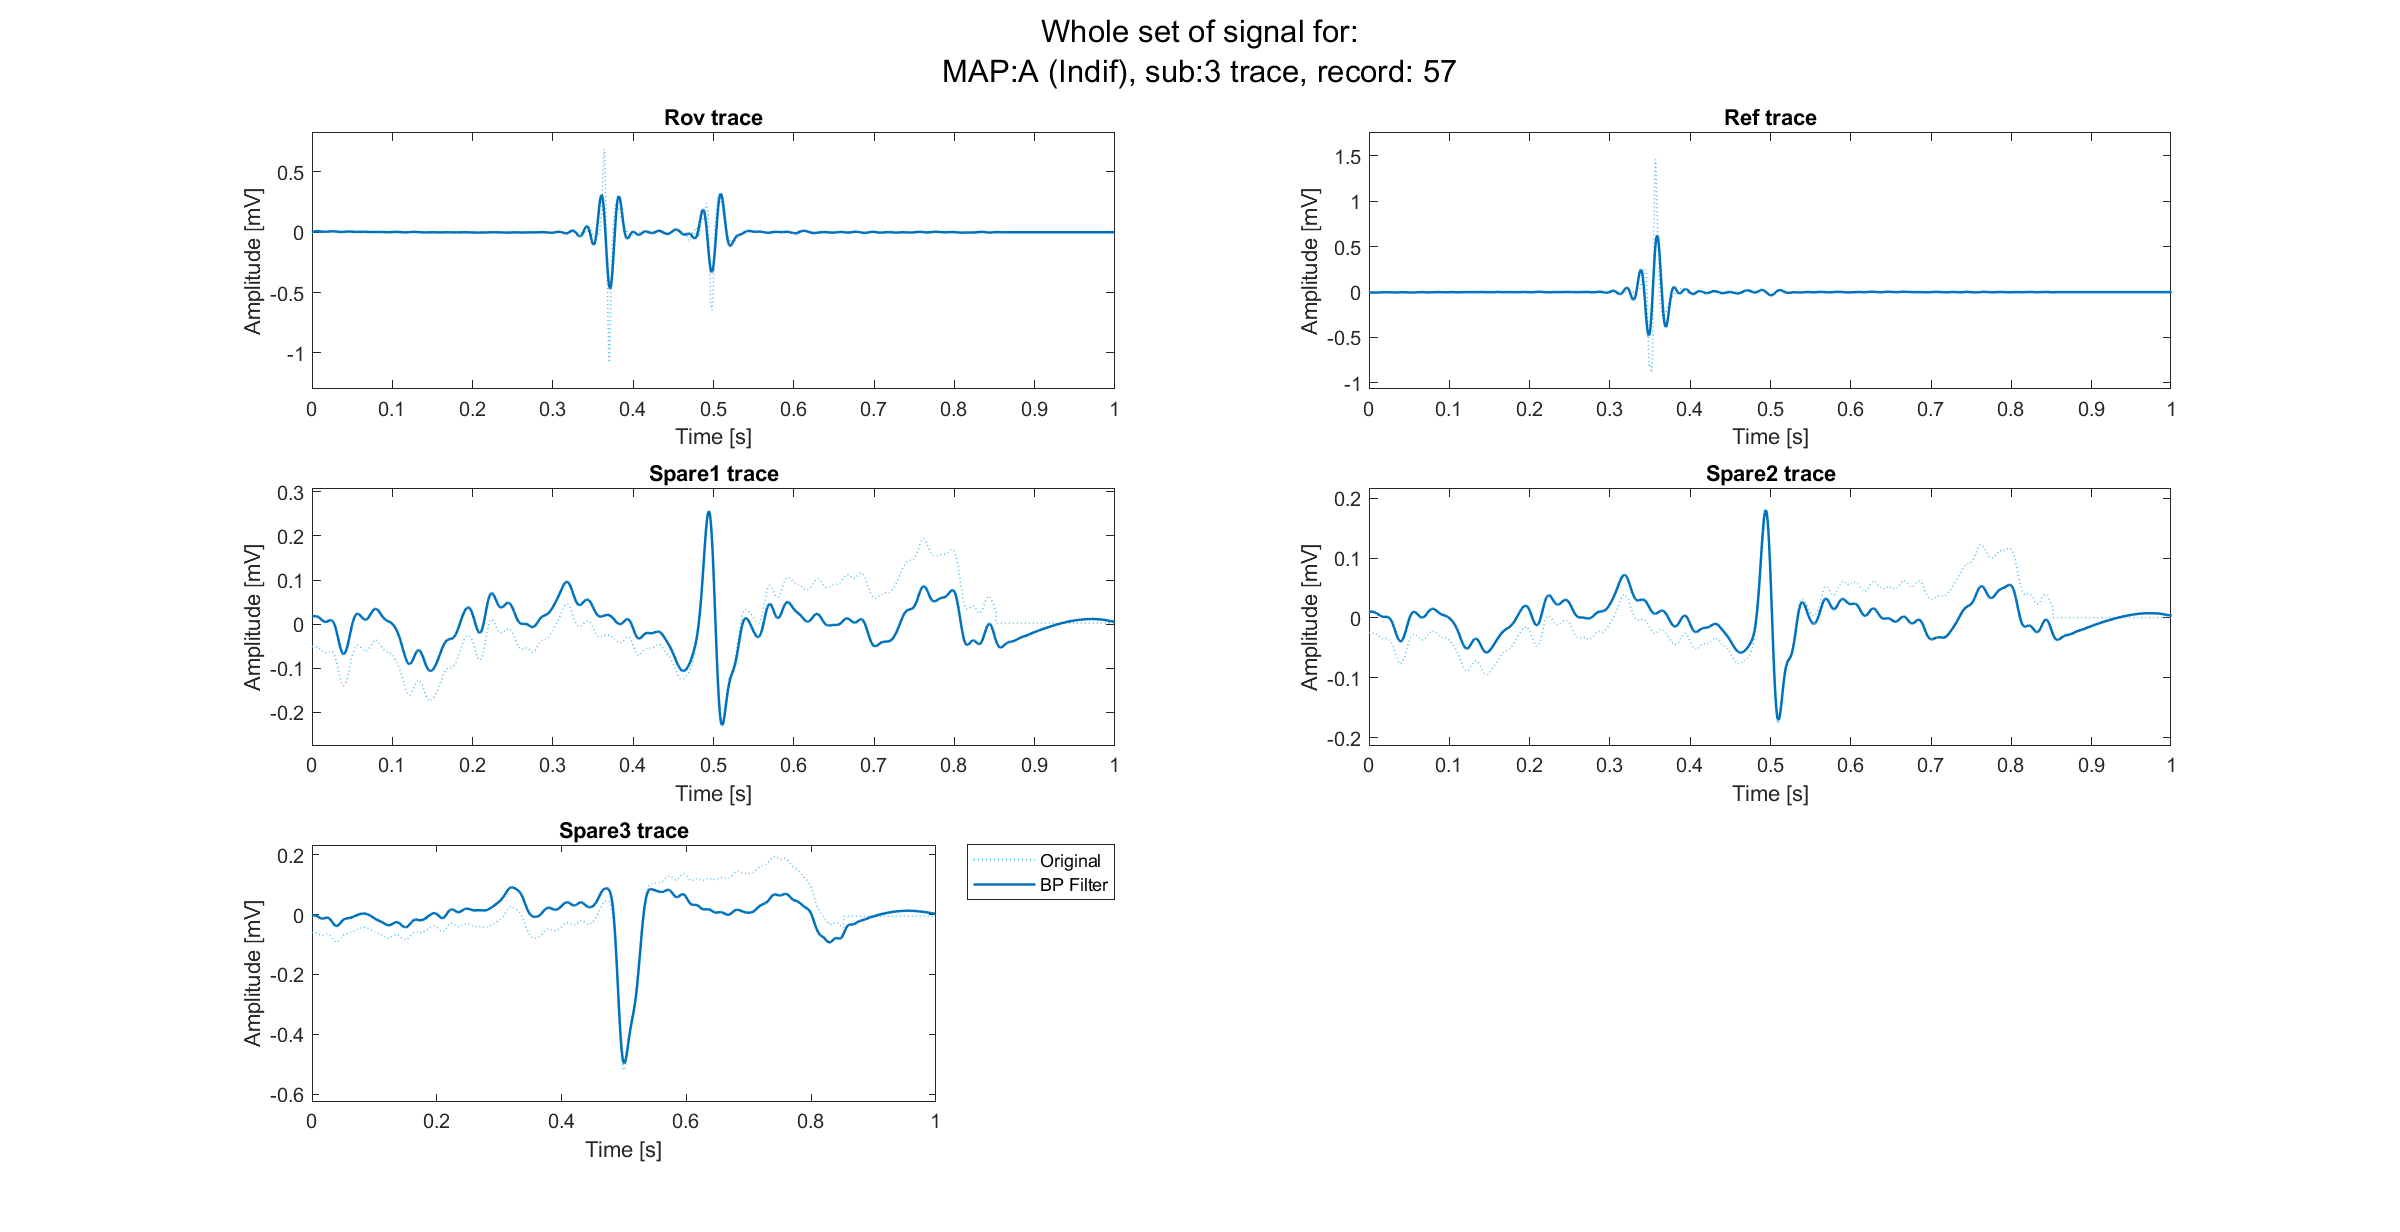 Whole set of signal for:
MAP:A (Indif), sub:3 trace, record: 57
Rov trace
Amplitude [mV]
0.5
0
-0.5
-1
0 0.1 0.2 0.3 0.4 0.5 0.6 0.7 0.8 0.9 1
Time [s]
Ref trace
Amplitude [mV]
1.5
1
0.5
0
-0.5
-1
0 0.1 0.2 0.3 0.4 0.5 0.6 0.7 0.8 0.9 1
Time [s]
Spare1 trace
Amplitude [mV]
0.3
0.2
0.1
0
-0.1
-0.2
0 0.1 0.2 0.3 0.4 0.5 0.6 0.7 0.8 0.9 1
Time [s]
Spare2 trace
Amplitude [mV]
0.2
0.1
0
-0.1
-0.2
0 0.1 0.2 0.3 0.4 0.5 0.6 0.7 0.8 0.9 1
Time [s]
Spare3 trace
Amplitude [mV]
0.2
0
-0.2
-0.4
-0.6
0 0.2 0.4 0.6 0.8 1
Time [s]
Original
BP Filter